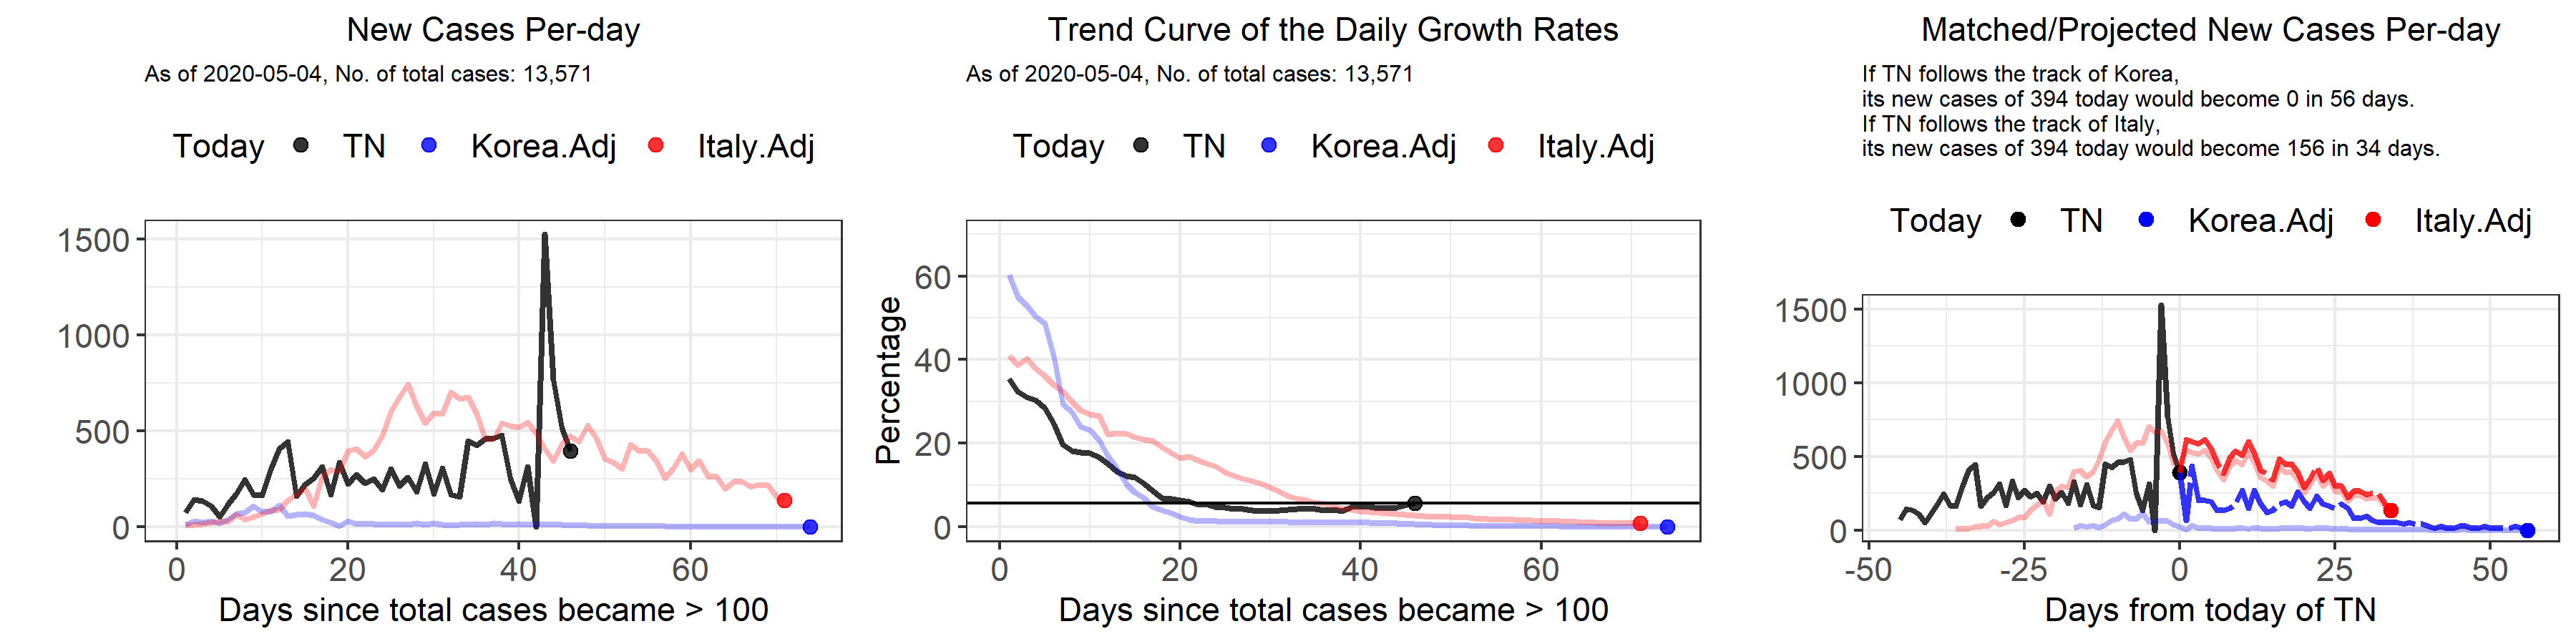 New Cases Per-day
As of 2020-05-04, No. of total cases: 13,571
Today TN Korea.Adj Italy.Adj
1500
1000
500
0
0 20 40 60
Days since total cases became > 100
Trend Curve of the Daily Growth Rates
As of 2020-05-04, No. of total cases: 13,571
Today TN Korea.Adj Italy.Adj
Percentage
60
40
20
0
0 20 40 60
Days since total cases became > 100
Matched/Projected New Cases Per-day
If TN follows the track of Korea,
its new cases of 394 today would become 0 in 56 days.
If TN follows the track of Italy,
its new cases of 394 today would become 156 in 34 days.
Today TN Korea.Adj Italy.Adj
1500
1000
500
0
-50 -25 0 25 50
Days from today of TN